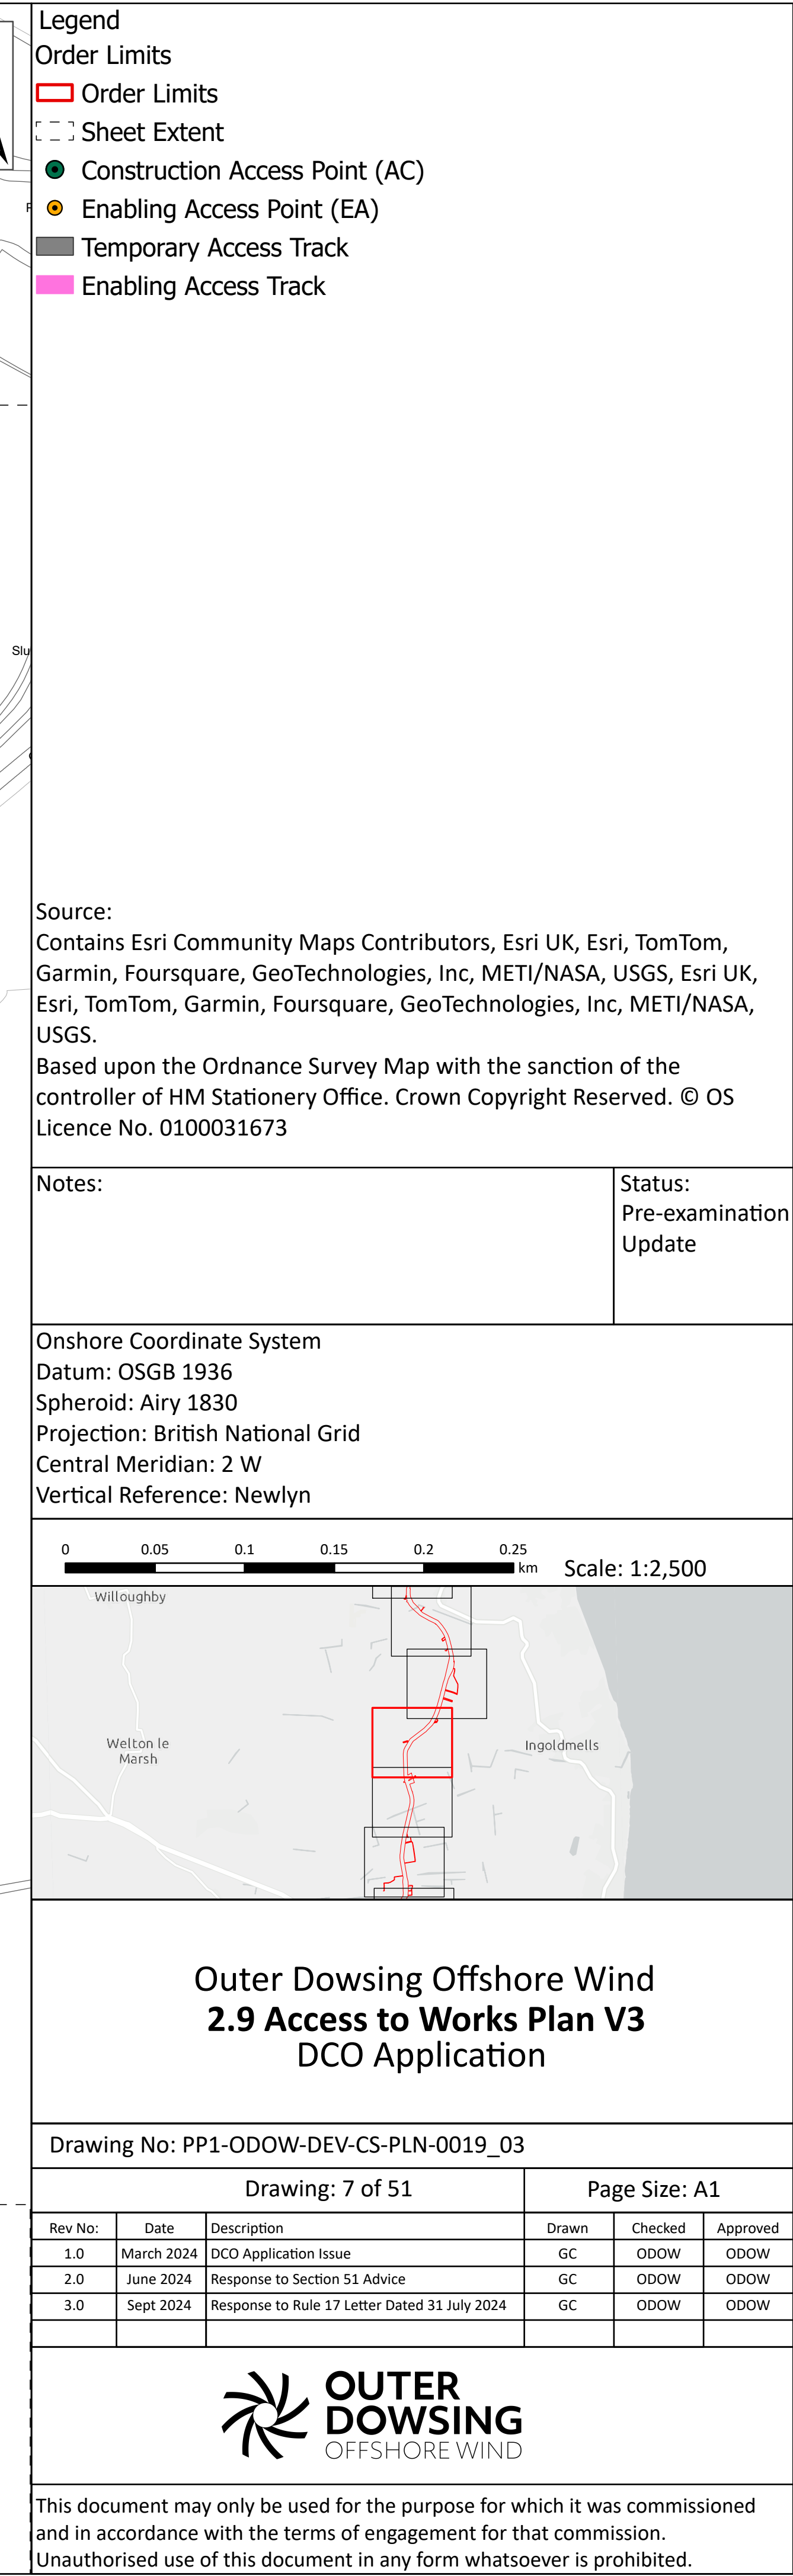 Legend
Order Limits
Order Limits
Sheet Extent
Construction Access Point (AC)
Enabling Access Point (EA)
Temporary Access Track
Enabling Access Track
Slu
Source:
Contains Esri Community Maps Contributors, Esri UK, Esri, TomTom,
Garmin, Foursquare, GeoTechnologies, Inc, METI/NASA, USGS, Esri UK,
Esri, TomTom, Garmin, Foursquare, GeoTechnologies, Inc, METI/NASA,
USGS.
Based upon the Ordnance Survey Map with the sanction of the
controller of HM Stationery Office. Crown Copyright Reserved. © OS
Licence No. 0100031673
Notes:
Status:
Pre-examination
Update
Onshore Coordinate System
Datum: OSGB 1936
Spheroid: Airy 1830
Projection: British National Grid
Central Meridian: 2 W
Vertical Reference: Newlyn
0 0.05 0.1 0.15 0.2 0.25
km Scale: 1:2,500
Willoughby
Welton le
Marsh
Ingoldmells
Outer Dowsing Offshore Wind
2.9 Access to Works Plan V3
DCO Application
Drawing No: PP1-ODOW-DEV-CS-PLN-0019_03
Drawing: 7 of 51 Page Size: A1
Rev No: Date Description Drawn Checked Approved
1.0 March 2024 DCO Application Issue GC ODOW ODOW
2.0 June 2024 Response to Section 51 Advice GC ODOW ODOW
3.0 Sept 2024 Response to Rule 17 Letter Dated 31 July 2024 GC ODOW ODOW
OUTER
DOWSING
OFFSHORE WIND
This document may only be used for the purpose for which it was commissioned
and in accordance with the terms of engagement for that commission.
Unauthorised use of this document in any form whatsoever is prohibited.